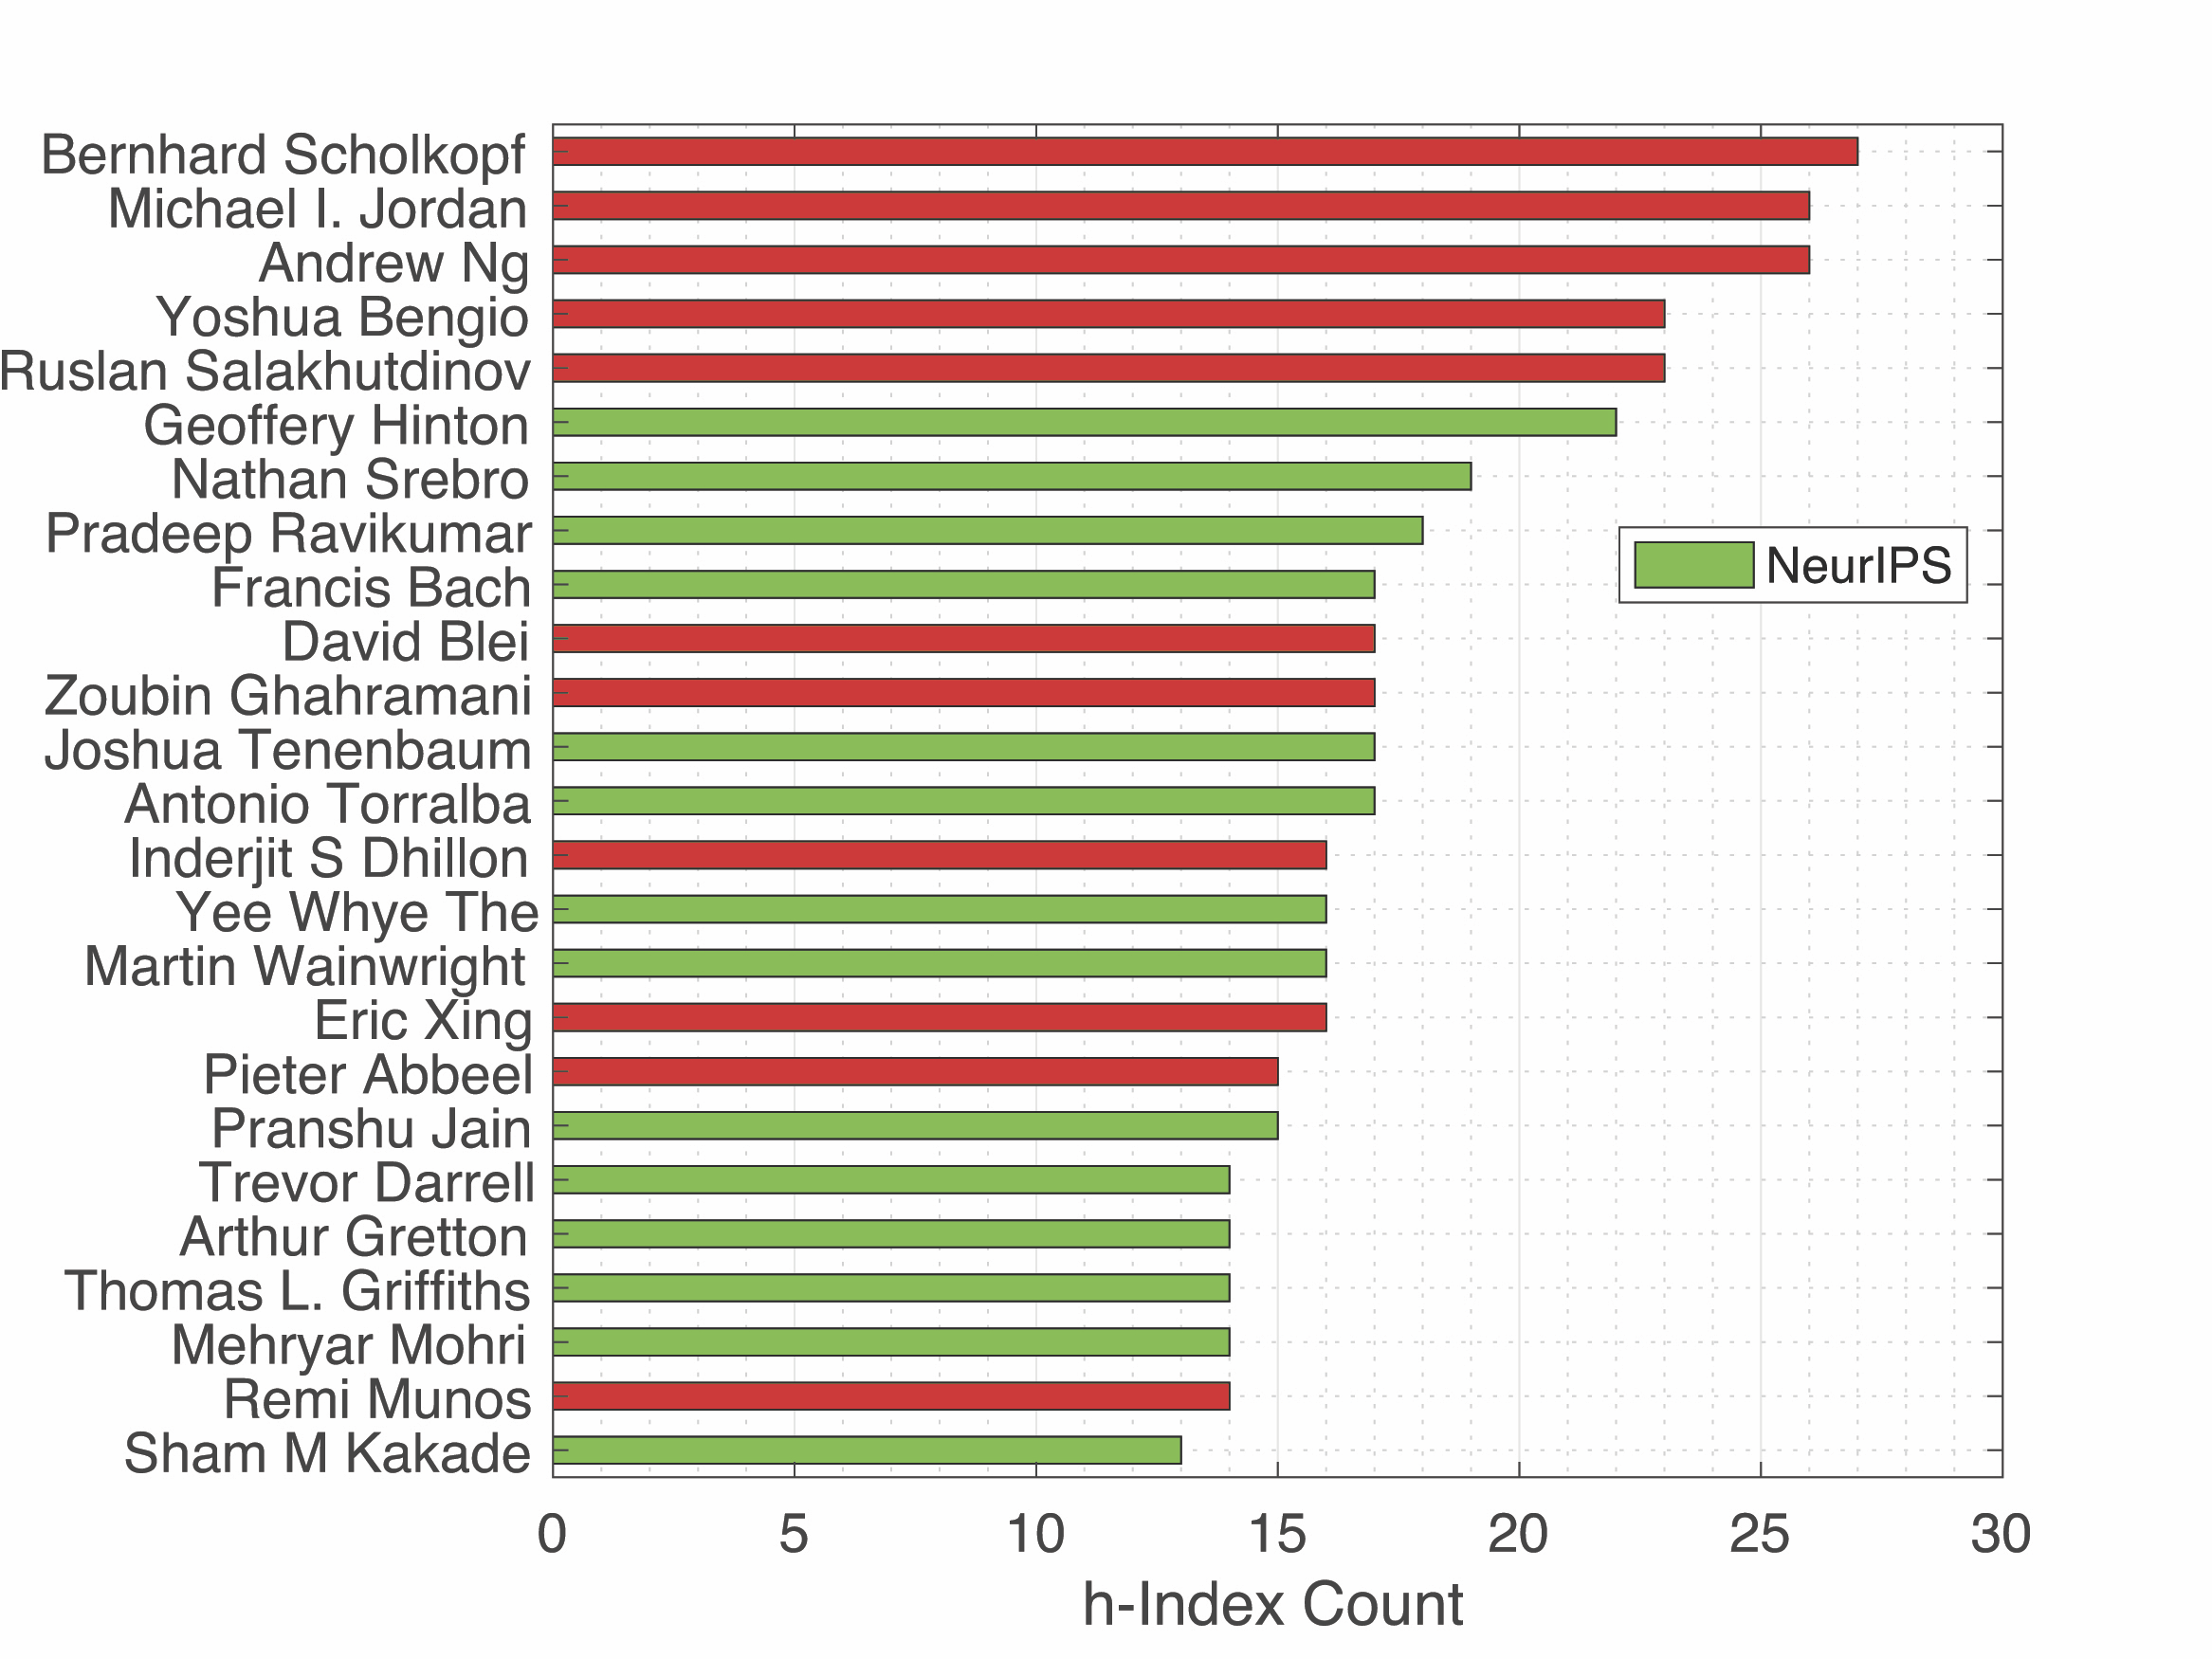 Bernhard Scholkopf
Michael I. Jordan
Andrew Ng
Yoshua Bengio
Ruslan Salakhutdinov
Geoffery Hinton
Nathan Srebro
Pradeep Ravikumar
Francis Bach
NeurIPS
David Blei
Zoubin Ghahramani
Joshua Tenenbaum
Antonio Torralba
Inderjit S Dhillon
Yee Whye The
Martin Wainwright
Eric Xing
Pieter Abbeel
Pranshu Jain
Trevor Darrell
Arthur Gretton
Thomas L. Griffiths
Mehryar Mohri
Remi Munos
Sham M Kakade
0 5 10 15 20 25 30
h-Index Count